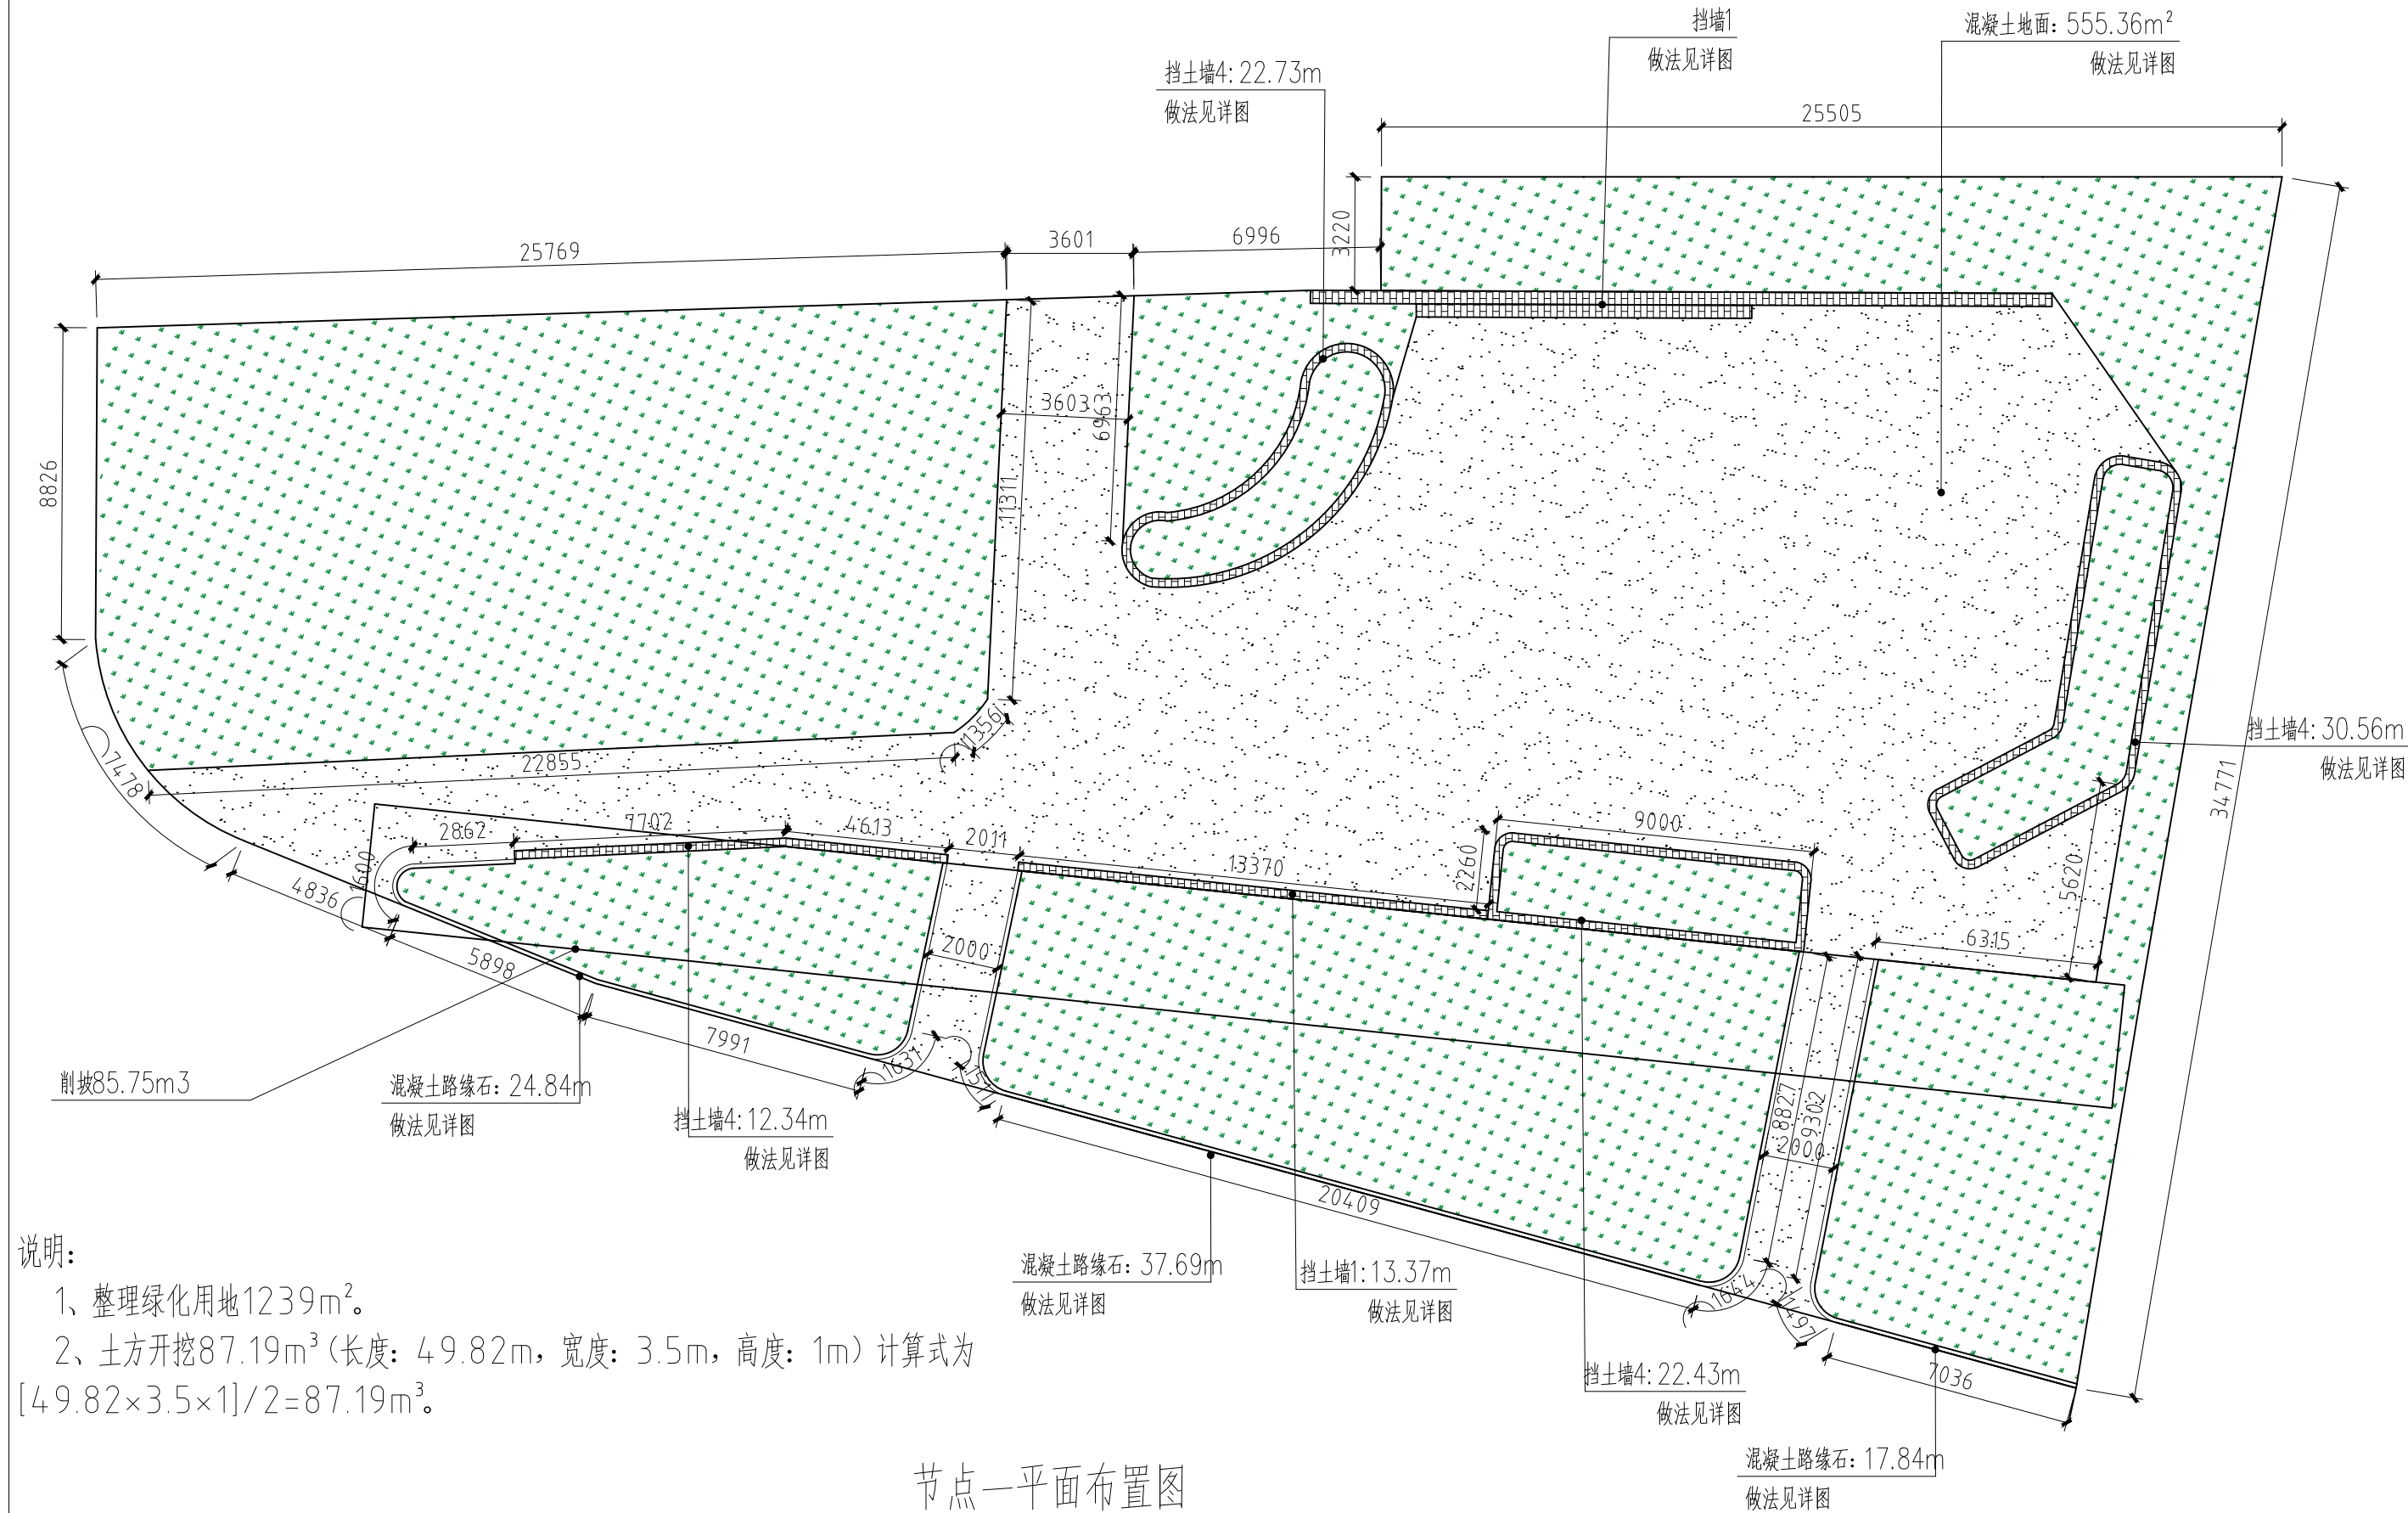 挡墙1
做法见详图
混凝土地面：555.36m²
做法见详图
挡土墙4：22.73m
做法见详图
25505
3220
25769
3601
6996
8826
3603
6963
11311
1356
22855
7478
34771
挡土墙4：30.56m
做法见详图
2862
7702
4613
2011
13370
2260
9000
1600
4836
5620
6315
5898
2000
7991
1631
削坡85.75m3
混凝土路缘石：24.84m
做法见详图
挡土墙4：12.34m
做法见详图
8827
9302
2000
20409
1644
1497
7036
混凝土路缘石：37.69m
做法见详图
挡土墙1：13.37m
做法见详图
挡土墙4：22.43m
做法见详图
混凝土路缘石：17.84m
做法见详图
说明：
1、整理绿化用地1239m²。
2、土方开挖87.19m³（长度：49.82m，宽度：3.5m，高度：1m）计算式为
[49.82×3.5×1]/2=87.19m³。
节点一平面布置图